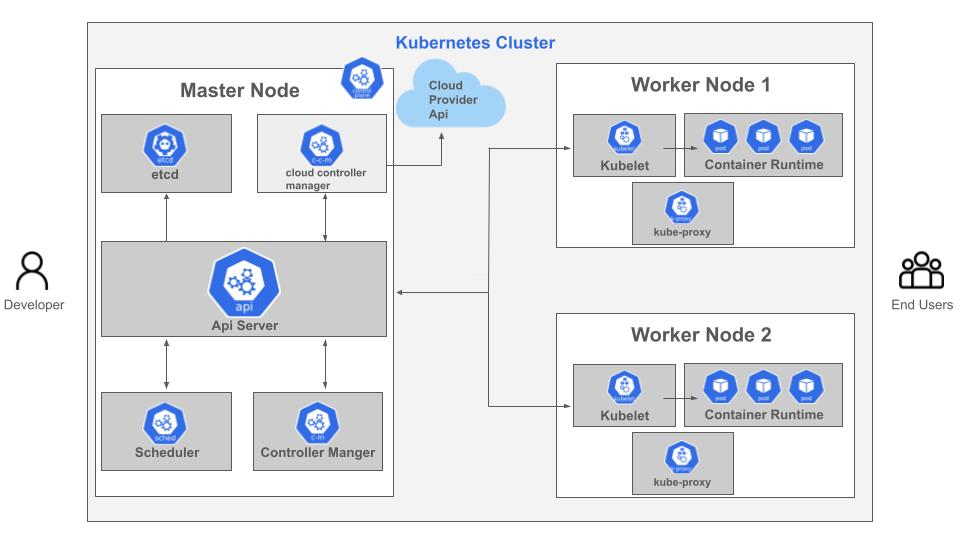 Kubernetes Cluster
Master Node
control
plane
Cloud
Provider
Api
etcd
etcd
c-c-m
cloud controller
manager
api
Api Server
sched
Scheduler
c-m
Controller Manger
Worker Node 1
kubelet
Kubelet
pod
pod
pod
Container Runtime
k-proxy
kube-proxy
Worker Node 2
kubelet
Kubelet
pod
pod
pod
Container Runtime
k-proxy
kube-proxy
Developer
End Users